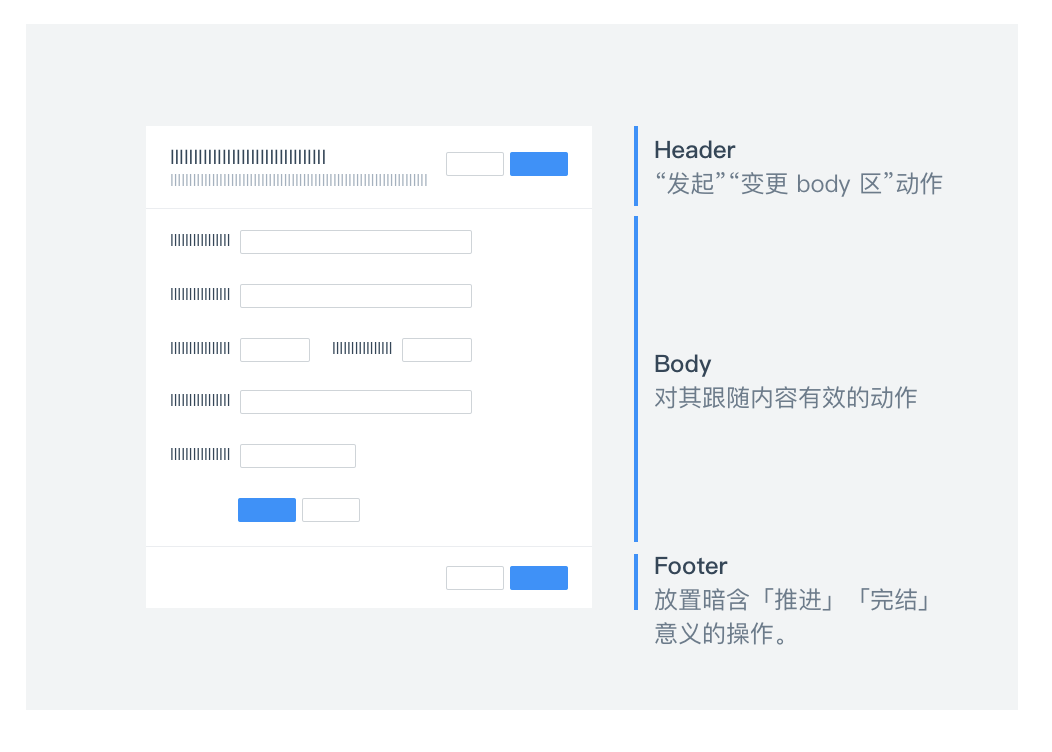 Header
“发起”“变更 body 区”动作
Body
对其跟随内容有效的动作
Footer
放置暗含「推进」「完结」
意义的操作。